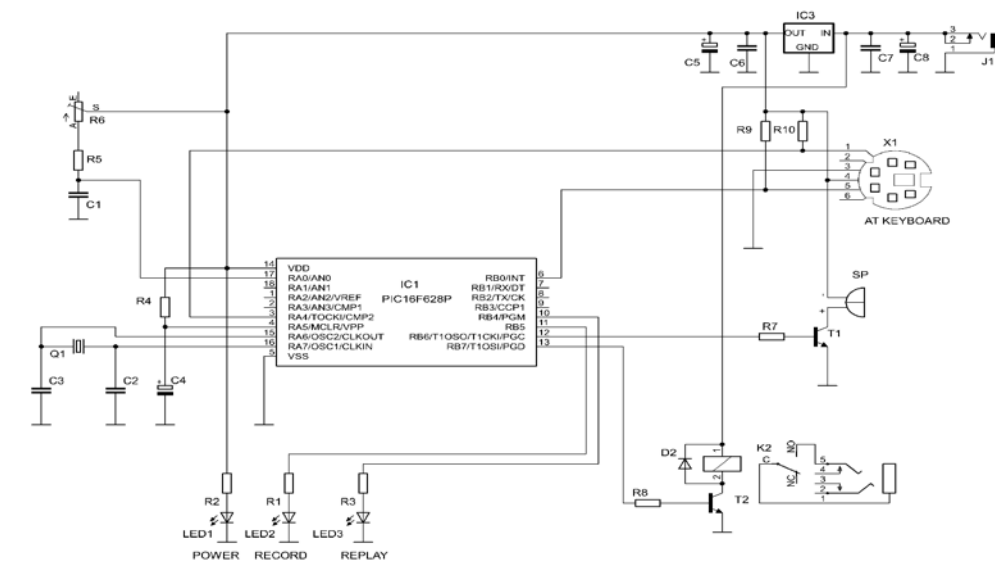 IC3
OUT IN
GND
C5
C6
C7
C8
3
2
1
J1
E
S
A
R6
R5
C1
R9
R10
1
2
3
4
5
6
X1
AT KEYBOARD
IC1
PIC16F628P
14 VDD
17 RA0/AN0
18 RA1/AN1
1 RA2/AN2/VREF
2 RA3/AN3/CMP1
3 RA4/TOCKI/CMP2
4 RA5/MCLR/VPP
15 RA6/OSC2/CLKOUT
16 RA7/OSC1/CLKIN
5 VSS
RB0/INT 6
RB1/RX/DT 7
RB2/TX/CK 8
RB3/CCP1 9
RB4/PGM 10
RB5 11
RB6/T1OSO/T1CKI/PGC 12
RB7/T1OSI/PGD 13
R4
Q1
C3
C2
+
C4
SP
-
+
R7
T1
D2
1
2
R8
T2
K2
C
NO
NC
5
4
3
2
1
R2
R1
R3
LED1
LED2
LED3
POWER
RECORD
REPLAY